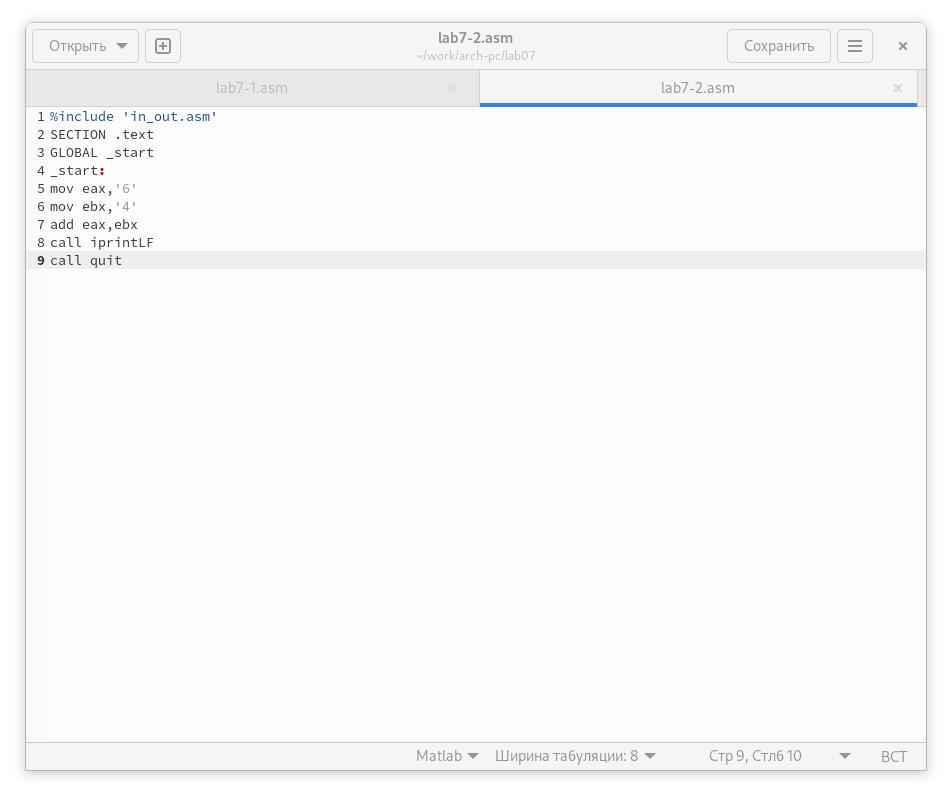 Открыть
lab7-2.asm
~/work/arch-pc/lab07
Сохранить
lab7-1.asm
lab7-2.asm
1 %include 'in_out.asm'
2 SECTION .text
3 GLOBAL _start
4 _start:
5 mov eax,'6'
6 mov ebx,'4'
7 add eax,ebx
8 call iprintLF
9 call quit
Matlab Ширина табуляции: 8 Стр 9, Стлб 10 ВСТ